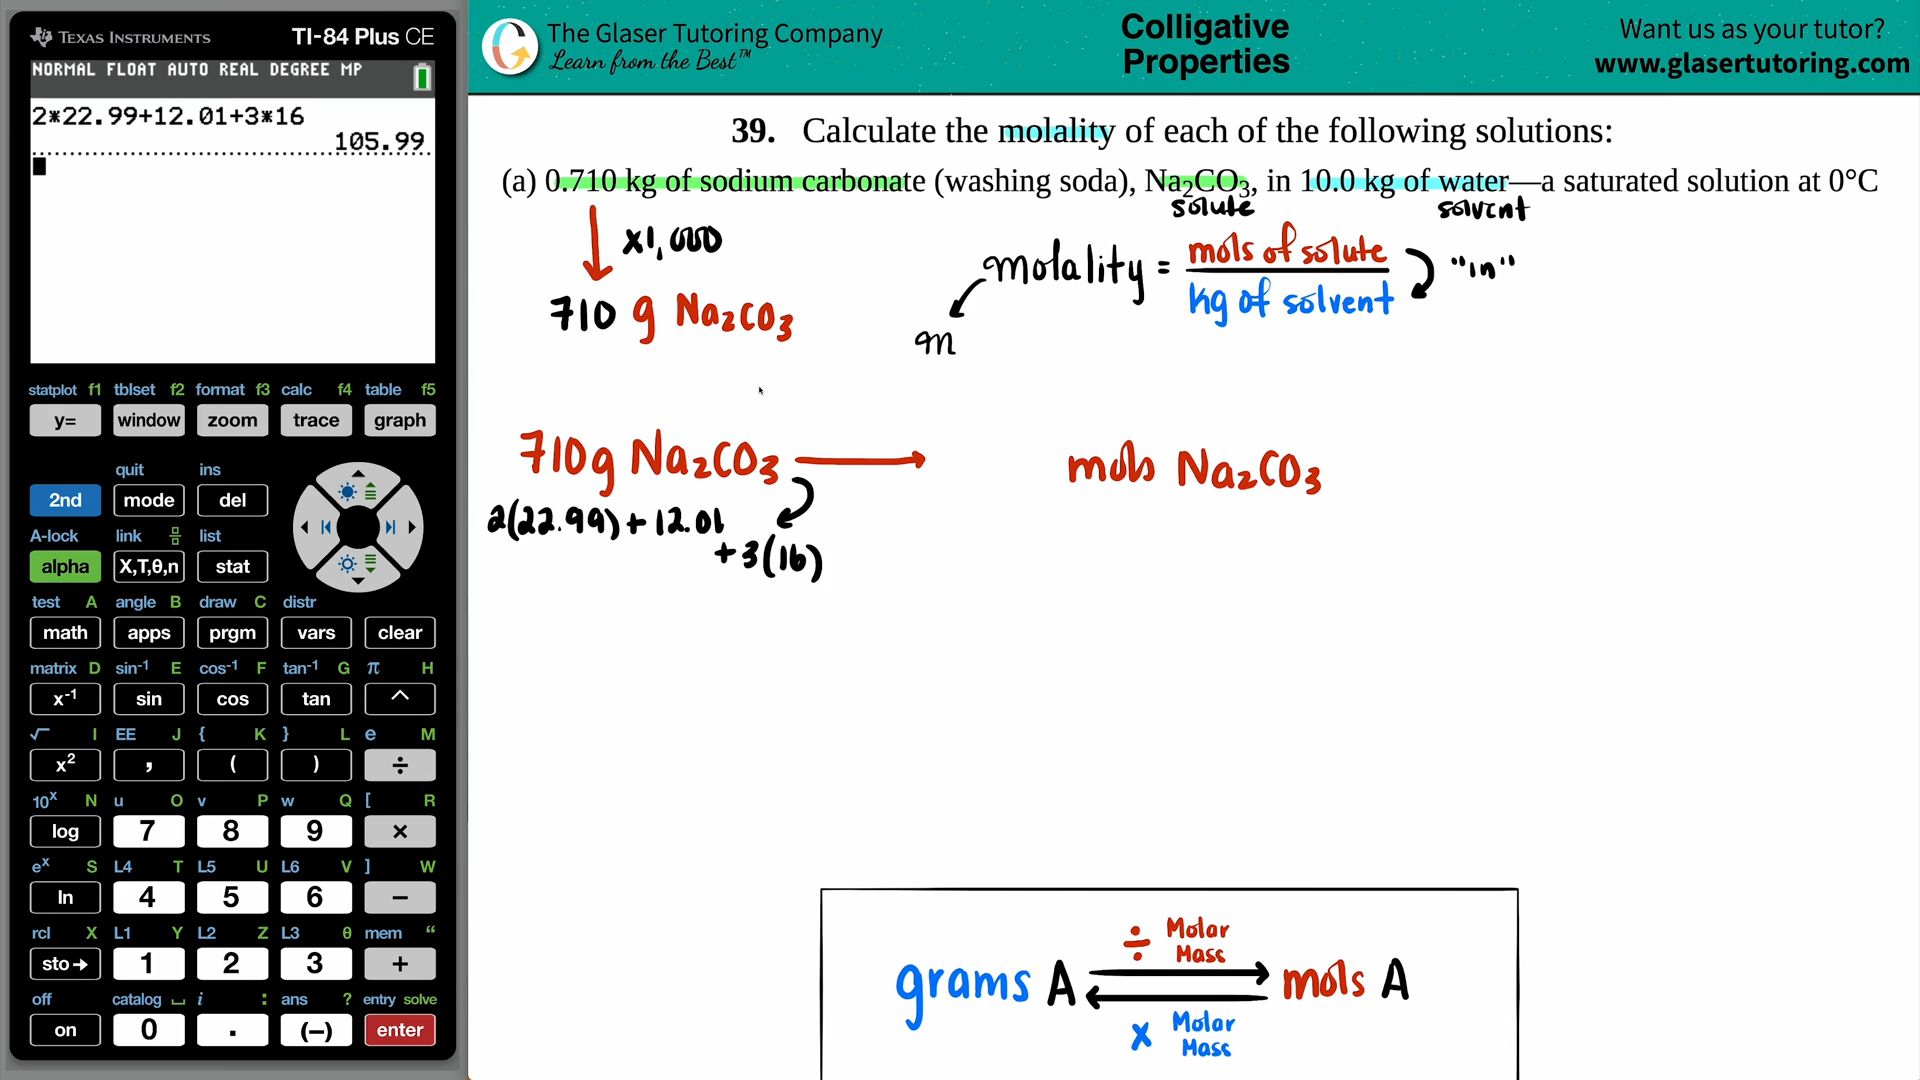 TEXAS INSTRUMENTS TI-84 Plus CE
NORMAL FLOAT AUTO REAL DEGREE MP
2*22.99+12.01+3*16
105.99
statplot f1 tblset f2 format f3 calc f4 table f5
y= window zoom trace graph
quit ins
2nd mode del
A-lock link list
alpha X,T,θ,n stat
test A angle B draw C distr
math apps prgm vars clear
matrix D sin⁻¹ E cos⁻¹ F tan⁻¹ G π H
x⁻¹ sin cos tan ^
√ I EE J { K } L e M
x² , ( ) ÷
10ˣ N u O v P w Q [ R
log 7 8 9 ×
eˣ S L4 T L5 U L6 V ] W
ln 4 5 6 −
rcl X L1 Y L2 Z L3 θ mem “
sto→ 1 2 3 +
off catalog ⎵ i : ans ? entry solve
on 0 . (–) enter
The Glaser Tutoring Company
Learn from the Best™
Colligative
Properties
Want us as your tutor?
www.glasertutoring.com
39. Calculate the molality of each of the following solutions:
(a) 0.710 kg of sodium carbonate (washing soda), Na₂CO₃, in 10.0 kg of water—a saturated solution at 0°C
solute solvent
x1,000
710 g Na₂CO₃
molality = mols of solute
kg of solvent
"in"
m
710g Na₂CO₃ → mols Na₂CO₃
2(22.99) + 12.01
+ 3(16)
÷ Molar
Mass
grams A mols A
x Molar
Mass